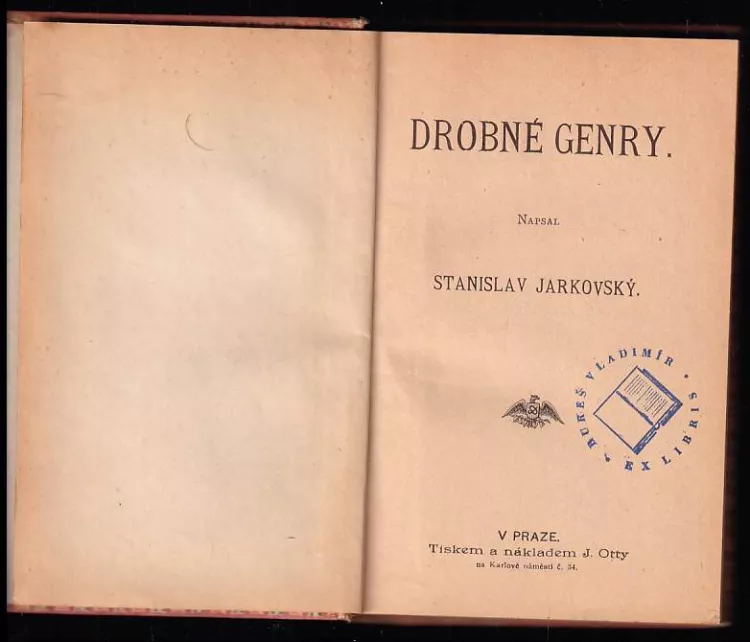 DROBNÉ GENRY.
NAPSAL
STANISLAV JARKOVSKÝ.
BUREŠ VLADIMÍR • EX LIBRIS •
V PRAZE.
Tiskem a nákladem J. Otty
na Karlově náměstí č. 34.